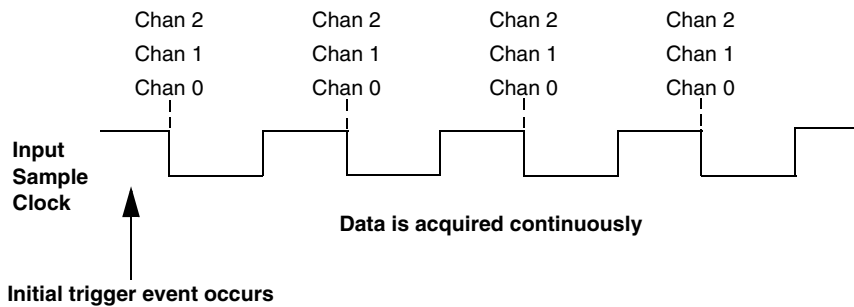 Chan 2 Chan 2 Chan 2 Chan 2
Chan 1 Chan 1 Chan 1 Chan 1
Chan 0 Chan 0 Chan 0 Chan 0
Input
Sample
Clock
Data is acquired continuously
Initial trigger event occurs